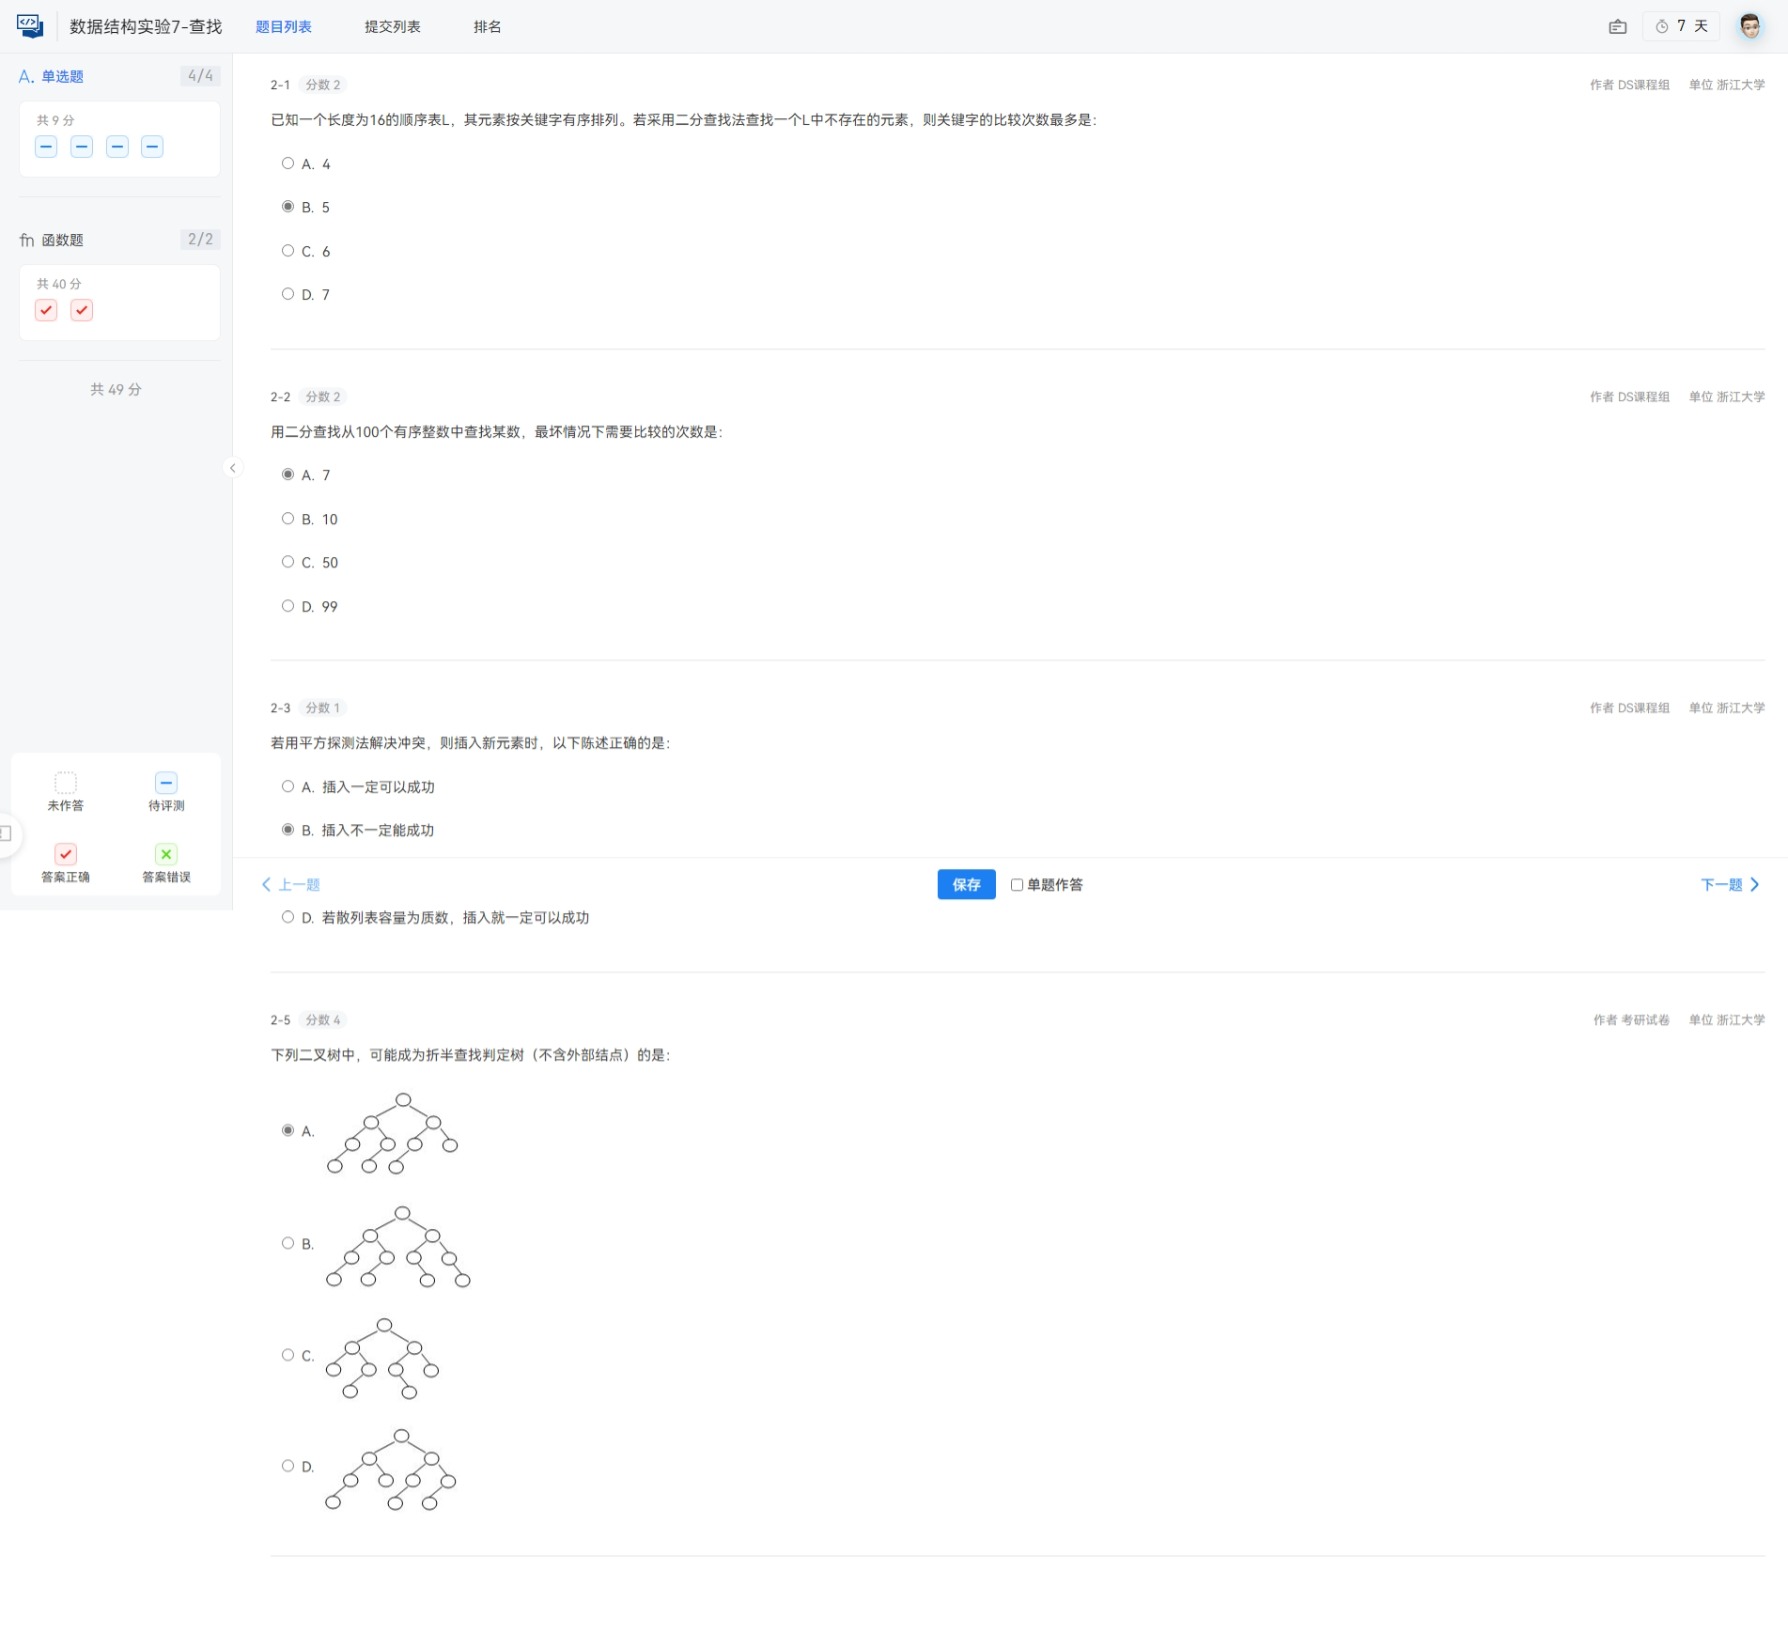 数据结构实验7-查找
题目列表
提交列表
排名
7 天
A. 单选题
4/4
共 9 分
fn 函数题
2/2
共 40 分
共 49 分
未作答
待评测
答案正确
答案错误
2-1 分数 2
作者 DS课程组 单位 浙江大学
已知一个长度为16的顺序表L，其元素按关键字有序排列。若采用二分查找法查找一个L中不存在的元素，则关键字的比较次数最多是：
A. 4
B. 5
C. 6
D. 7
2-2 分数 2
作者 DS课程组 单位 浙江大学
用二分查找从100个有序整数中查找某数，最坏情况下需要比较的次数是：
A. 7
B. 10
C. 50
D. 99
2-3 分数 1
作者 DS课程组 单位 浙江大学
若用平方探测法解决冲突，则插入新元素时，以下陈述正确的是：
A. 插入一定可以成功
B. 插入不一定能成功
上一题
保存
单题作答
下一题
D. 若散列表容量为质数，插入就一定可以成功
2-5 分数 4
作者 考研试卷 单位 浙江大学
下列二叉树中，可能成为折半查找判定树（不含外部结点）的是：
A.
B.
C.
D.